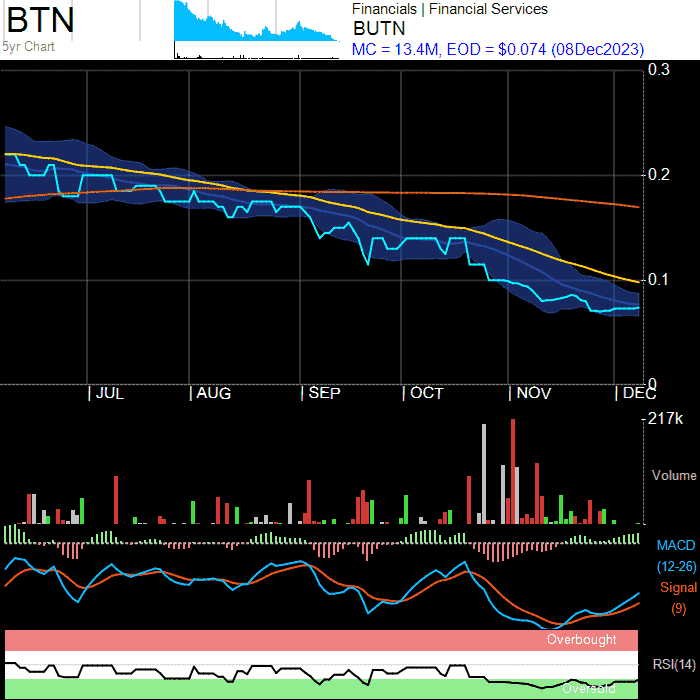 BTN
5yr Chart
Financials | Financial Services
BUTN
MC = 13.4M, EOD = $0.074 (08Dec2023)
0.3
0.2
0.1
0
JUL AUG SEP OCT NOV DEC
217k
Volume
MACD
(12-26)
Signal
(9)
Overbought
RSI(14)
Oversold